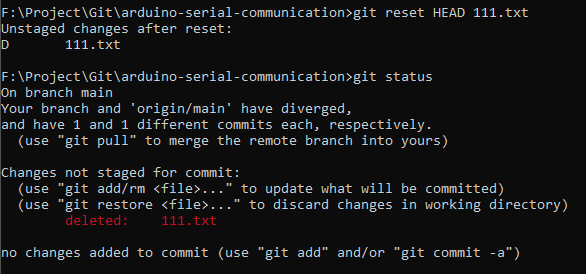 F:\Project\Git\arduino-serial-communication>git reset HEAD 111.txt
Unstaged changes after reset:
D       111.txt
F:\Project\Git\arduino-serial-communication>git status
On branch main
Your branch and 'origin/main' have diverged,
and have 1 and 1 different commits each, respectively.
  (use "git pull" to merge the remote branch into yours)
Changes not staged for commit:
  (use "git add/rm <file>..." to update what will be committed)
  (use "git restore <file>..." to discard changes in working directory)
        deleted:    111.txt
no changes added to commit (use "git add" and/or "git commit -a")